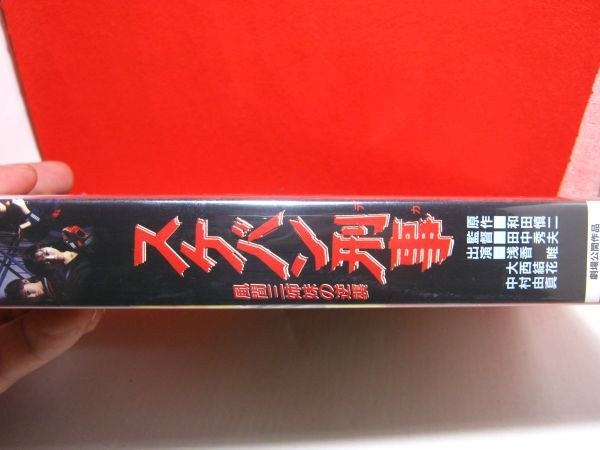 スケバン刑事
デカ
風間三姉妹の逆襲
原作■和田慎二
監督■田中秀夫
出演■浅香 唯
大西結花
中村由真
劇場公開作品